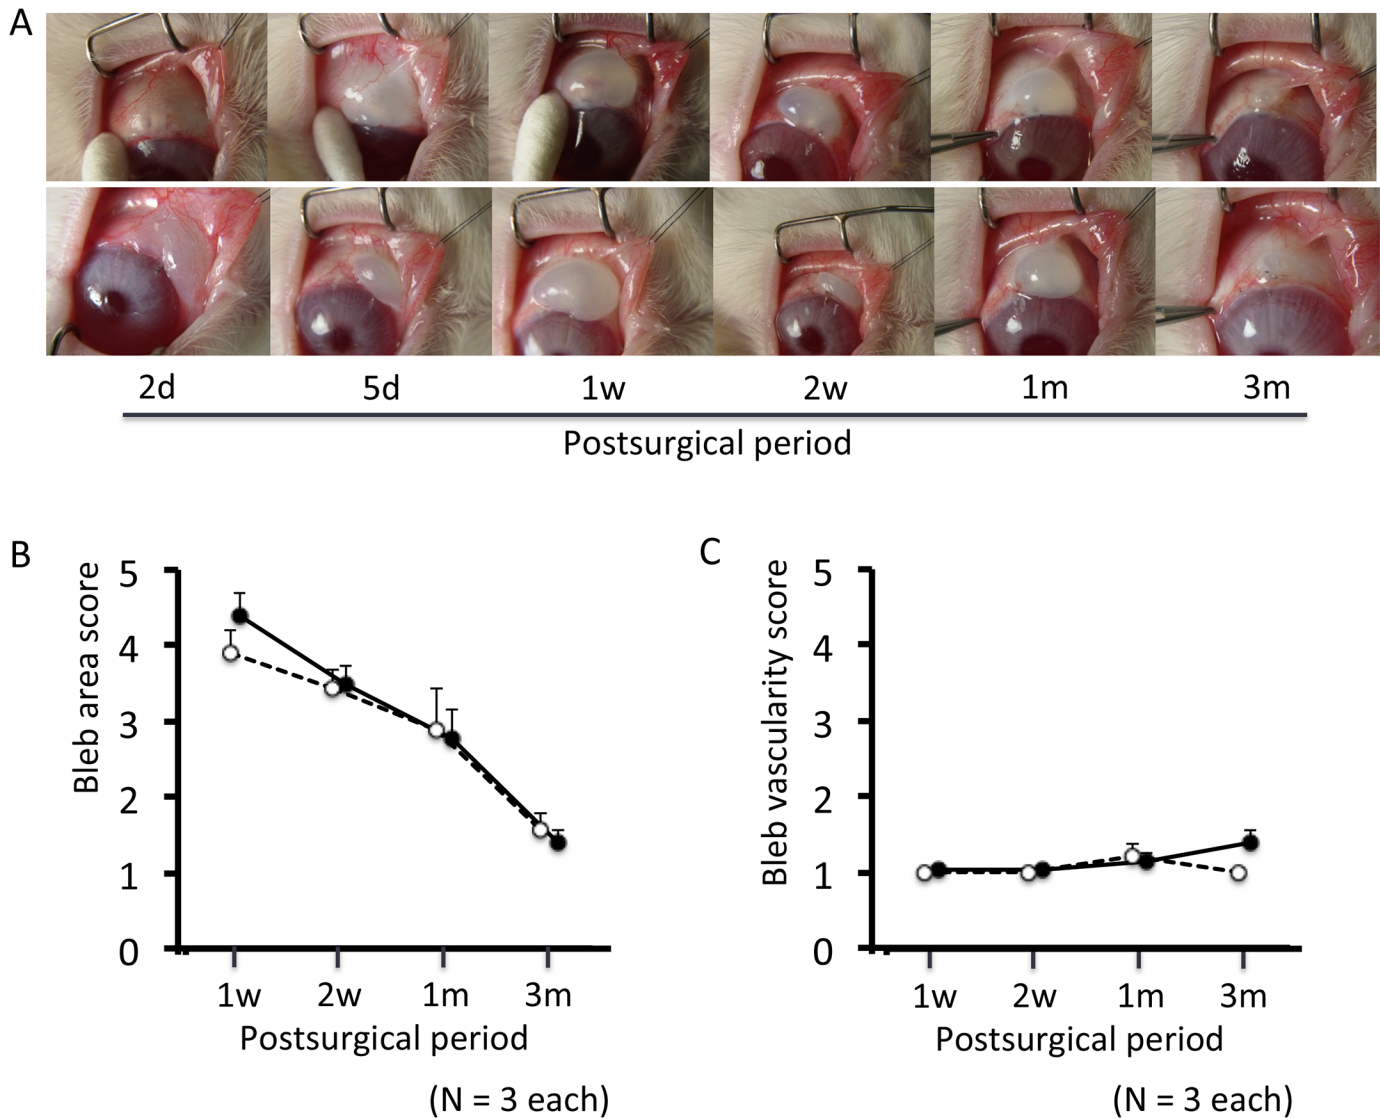 A
2d 5d 1w 2w 1m 3m
Postsurgical period
B
Bleb area score
5
4
3
2
1
0
1w 2w 1m 3m
Postsurgical period
(N = 3 each)
C
Bleb vascularity score
5
4
3
2
1
0
1w 2w 1m 3m
Postsurgical period
(N = 3 each)